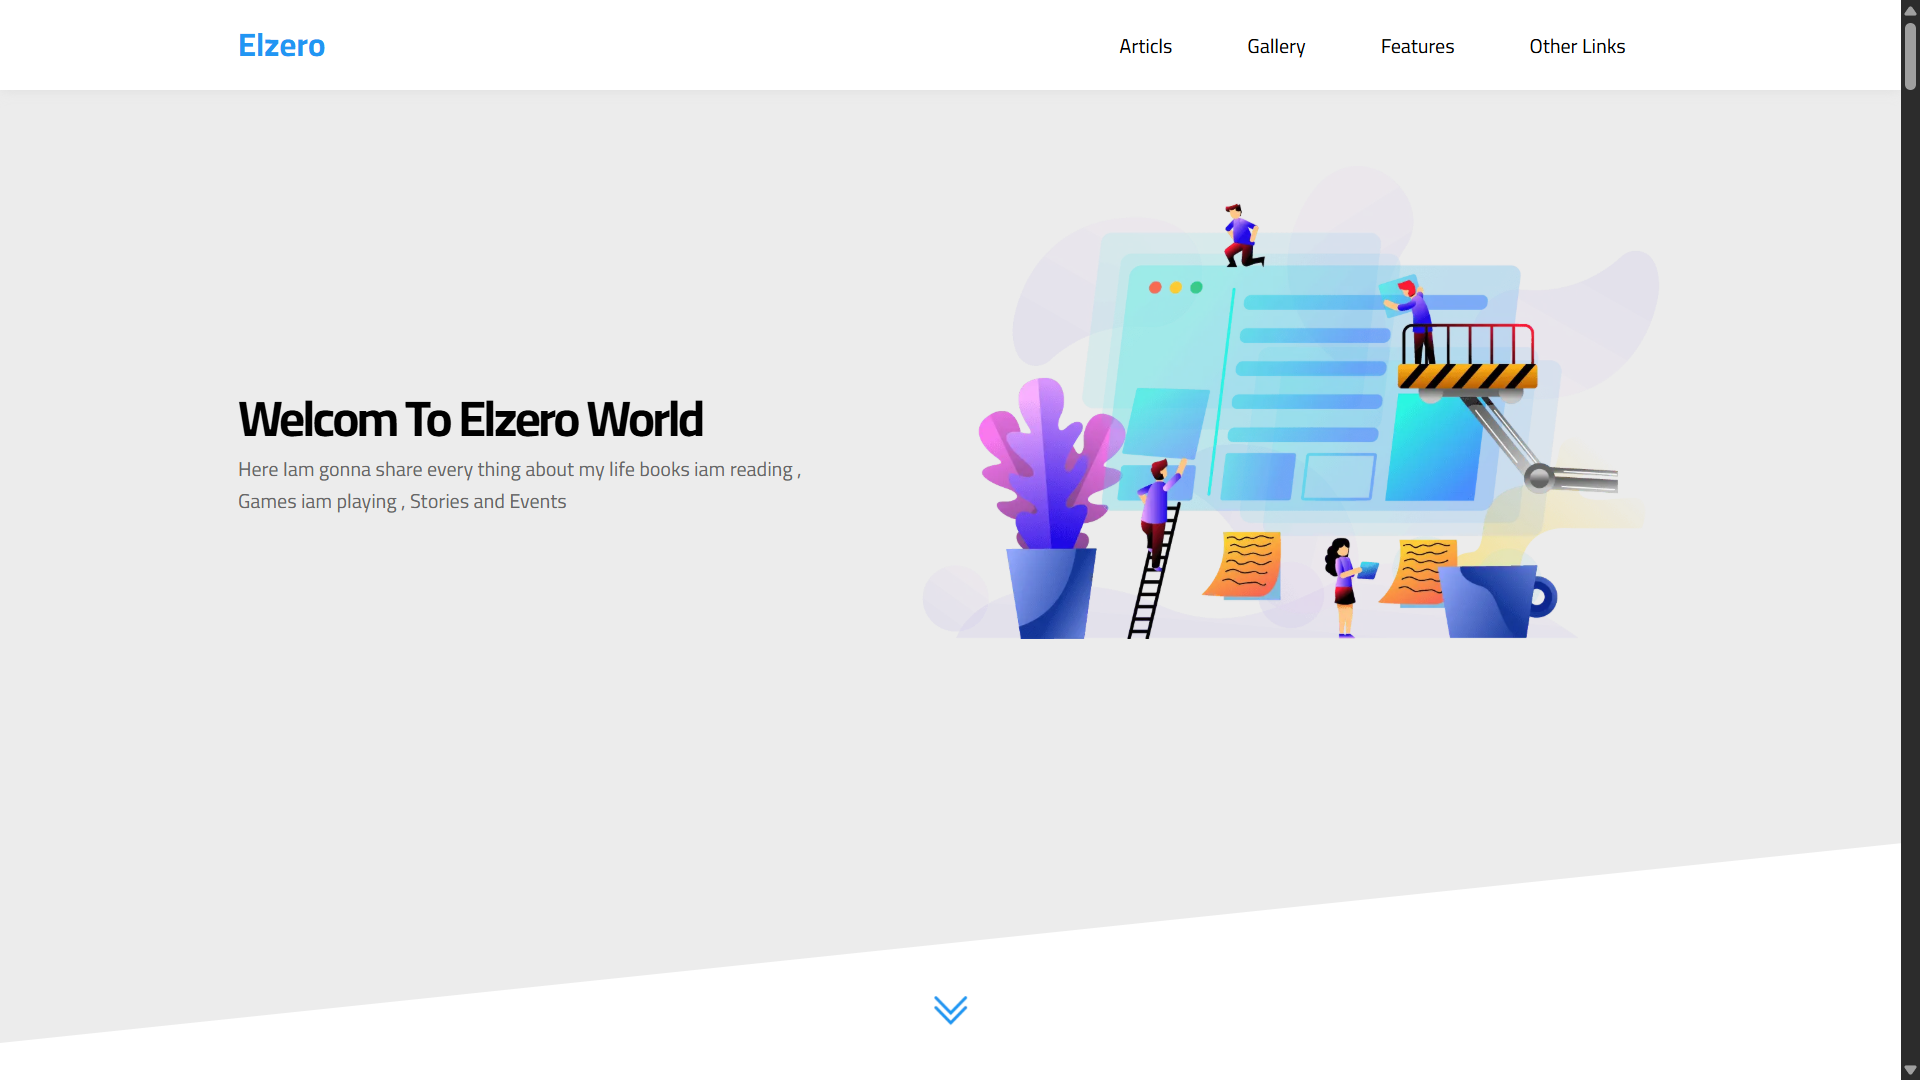 Elzero
Articls
Gallery
Features
Other Links
Welcom To Elzero World
Here Iam gonna share every thing about my life books iam reading ,
Games iam playing , Stories and Events